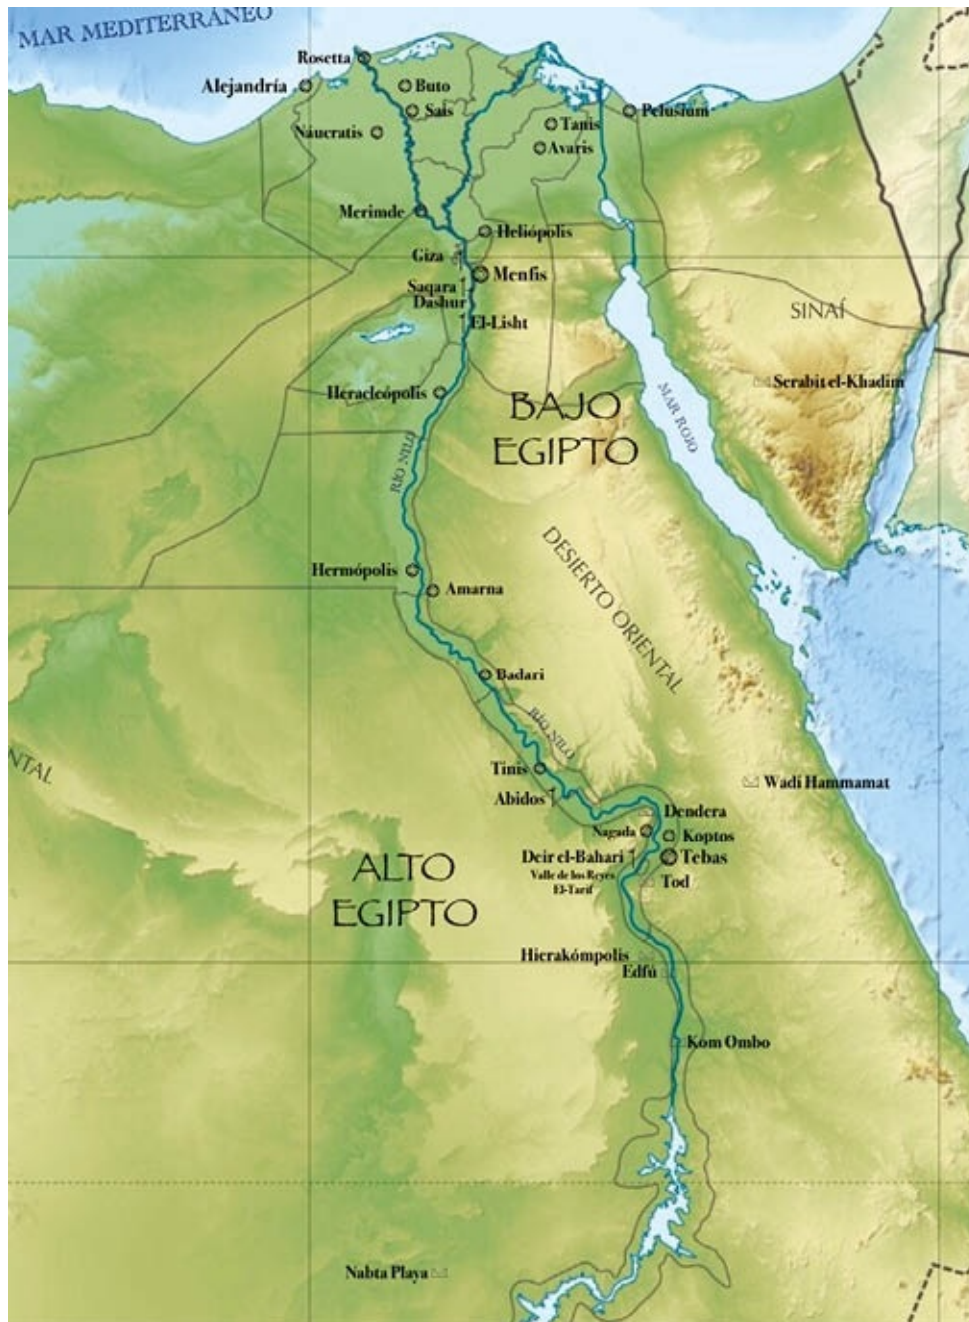 MAR MEDITERRÁNEO
Rosetta
Alejandría
Buto
Sais
Náucratis
Tanis
Pelusium
Avaris
Merimde
Heliópolis
Giza
Menfis
Saqara
Dashur
El-Lisht
SINAÍ
Serabit el-Khadim
Heracleópolis
BAJO
EGIPTO
MAR ROJO
RÍO NILO
DESIERTO ORIENTAL
Hermópolis
Amarna
Badari
RÍO NILO
NTAL
Tinis
Abidos
Wadi Hammamat
Dendera
Nagada
Koptos
Deir el-Bahari
Tebas
Valle de los Reyes
El-Tarif
Tod
ALTO
EGIPTO
Hierakómpolis
Edfú
Kom Ombo
Nabta Playa